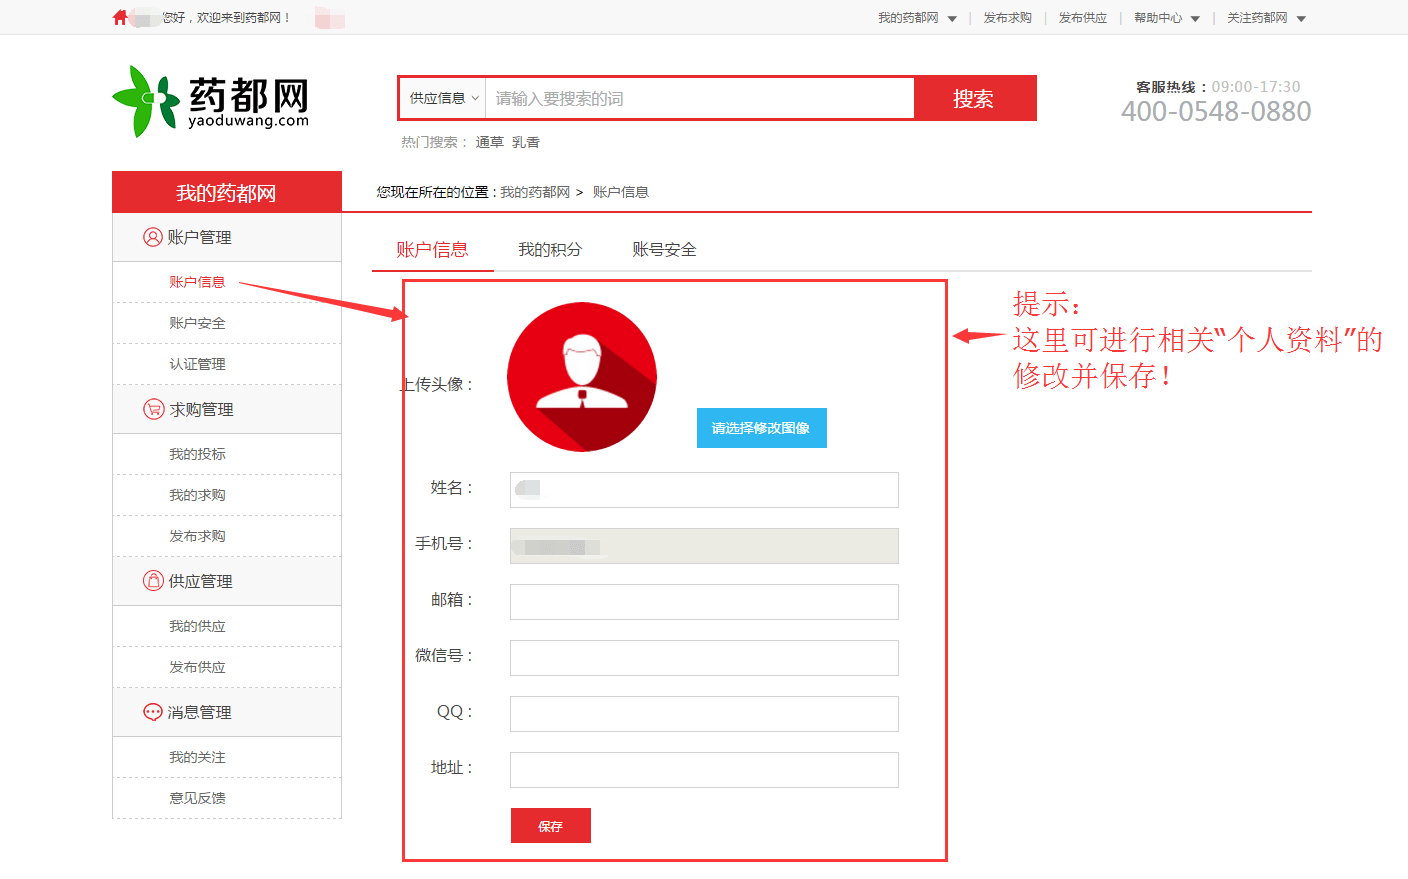 您好，欢迎来到药都网！
我的药都网 发布求购 发布供应 帮助中心 关注药都网
药都网
yaoduwang.com
供应信息 请输入要搜索的词 搜索
热门搜索： 通草 乳香
客服热线：09:00-17:30
400-0548-0880
我的药都网
您现在所在的位置：我的药都网 > 账户信息
账户管理
账户信息
账户安全
认证管理
求购管理
我的投标
我的求购
发布求购
供应管理
我的供应
发布供应
消息管理
我的关注
意见反馈
账户信息 我的积分 账号安全
上传头像：
请选择修改图像
姓名：
手机号：
邮箱：
微信号：
QQ：
地址：
保存
提示：
这里可进行相关“个人资料”的
修改并保存！